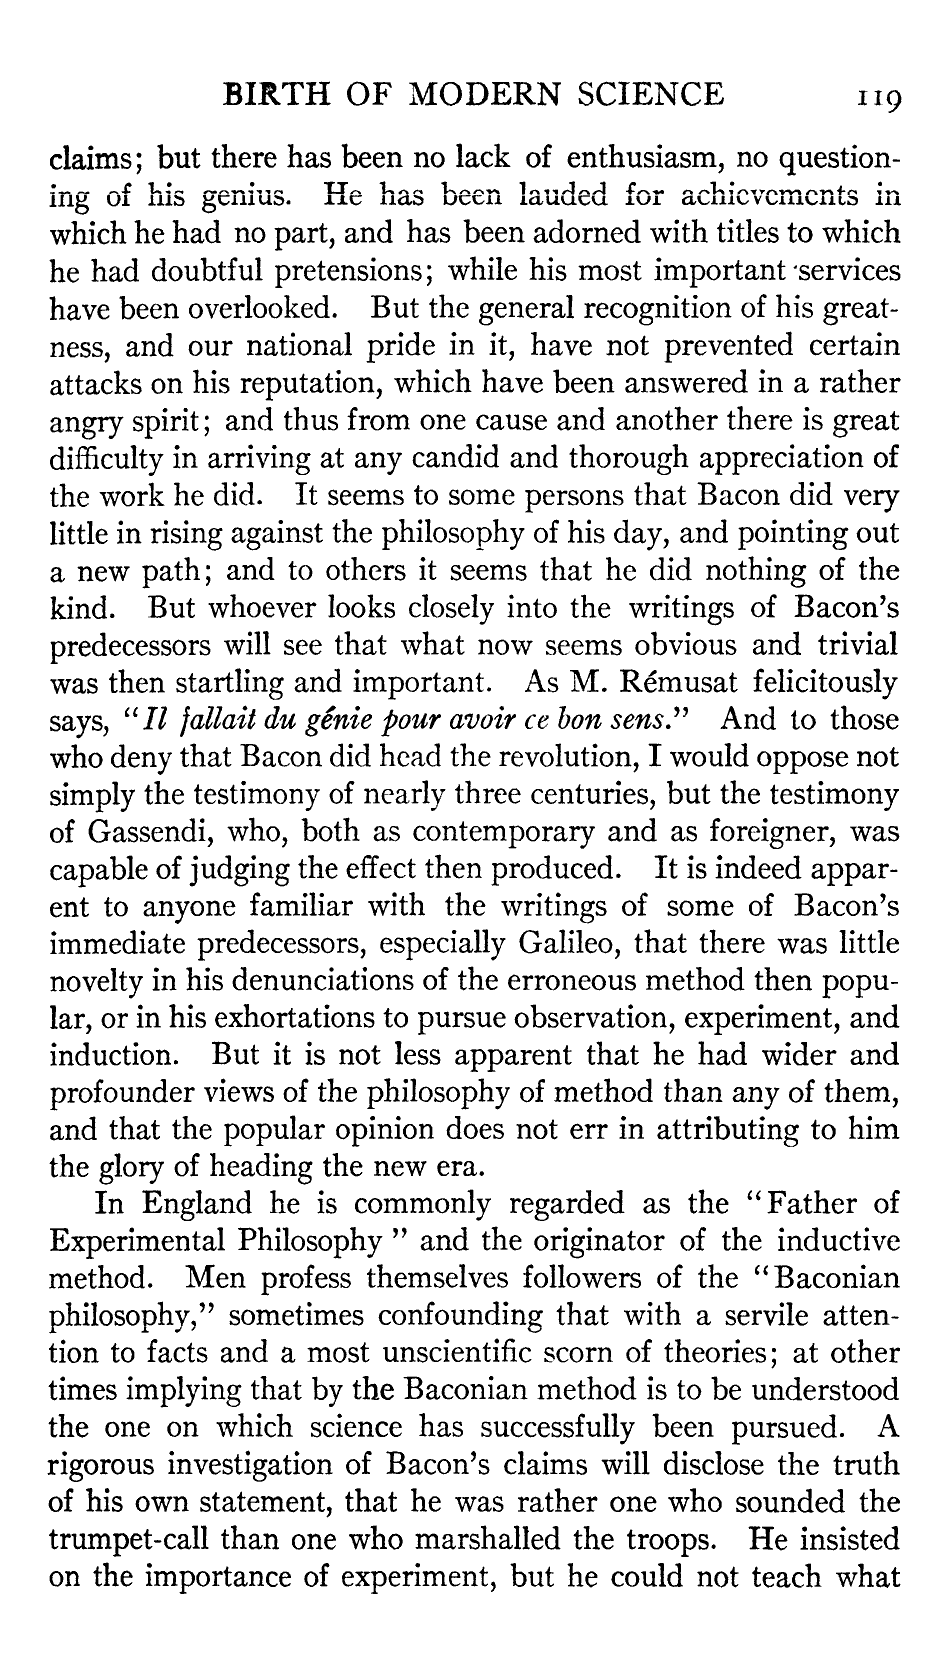 BIRTH OF MODERN SCIENCE 119
claims; but there has been no lack of enthusiasm, no question-
ing of his genius. He has been lauded for achievements in
which he had no part, and has been adorned with titles to which
he had doubtful pretensions; while his most important services
have been overlooked. But the general recognition of his great-
ness, and our national pride in it, have not prevented certain
attacks on his reputation, which have been answered in a rather
angry spirit; and thus from one cause and another there is great
difficulty in arriving at any candid and thorough appreciation of
the work he did. It seems to some persons that Bacon did very
little in rising against the philosophy of his day, and pointing out
a new path; and to others it seems that he did nothing of the
kind. But whoever looks closely into the writings of Bacon's
predecessors will see that what now seems obvious and trivial
was then startling and important. As M. Rémusat felicitously
says, "Il fallait du génie pour avoir ce bon sens." And to those
who deny that Bacon did head the revolution, I would oppose not
simply the testimony of nearly three centuries, but the testimony
of Gassendi, who, both as contemporary and as foreigner, was
capable of judging the effect then produced. It is indeed appar-
ent to anyone familiar with the writings of some of Bacon's
immediate predecessors, especially Galileo, that there was little
novelty in his denunciations of the erroneous method then popu-
lar, or in his exhortations to pursue observation, experiment, and
induction. But it is not less apparent that he had wider and
profounder views of the philosophy of method than any of them,
and that the popular opinion does not err in attributing to him
the glory of heading the new era.
In England he is commonly regarded as the "Father of
Experimental Philosophy" and the originator of the inductive
method. Men profess themselves followers of the "Baconian
philosophy," sometimes confounding that with a servile atten-
tion to facts and a most unscientific scorn of theories; at other
times implying that by the Baconian method is to be understood
the one on which science has successfully been pursued. A
rigorous investigation of Bacon's claims will disclose the truth
of his own statement, that he was rather one who sounded the
trumpet-call than one who marshalled the troops. He insisted
on the importance of experiment, but he could not teach what